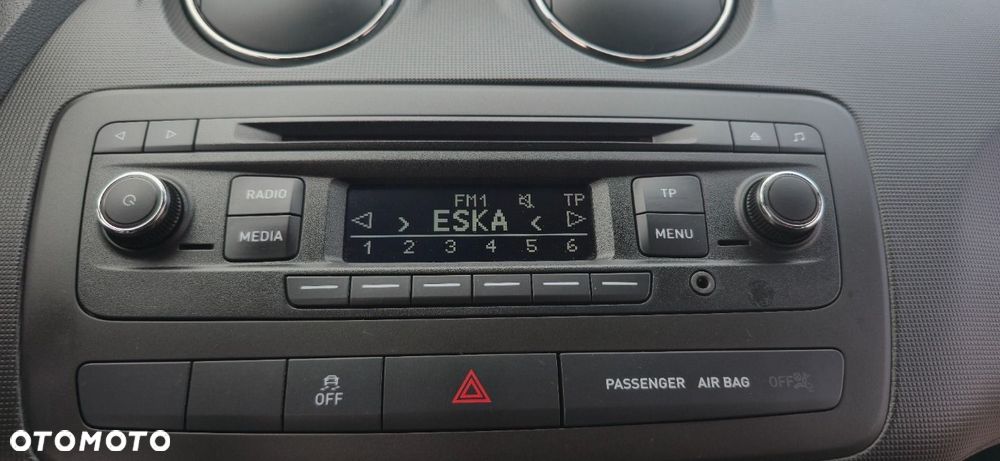 RADIO
MEDIA
FM1 TP
> ESKA <
1 2 3 4 5 6
TP
MENU
OFF
PASSENGER AIR BAG OFF
OTOMOTO